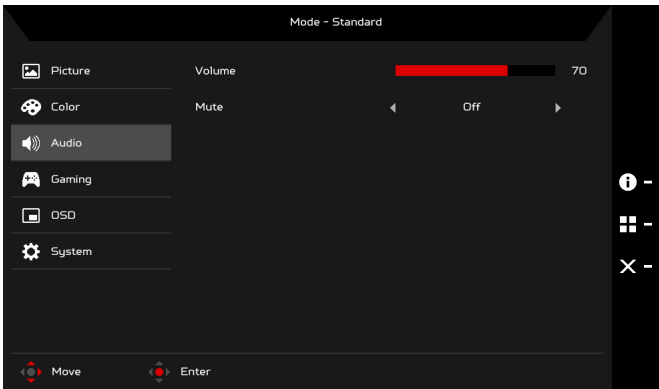 Mode - Standard
Picture
Volume 70
Color
Mute Off
Audio
Gaming
OSD
System
Move Enter